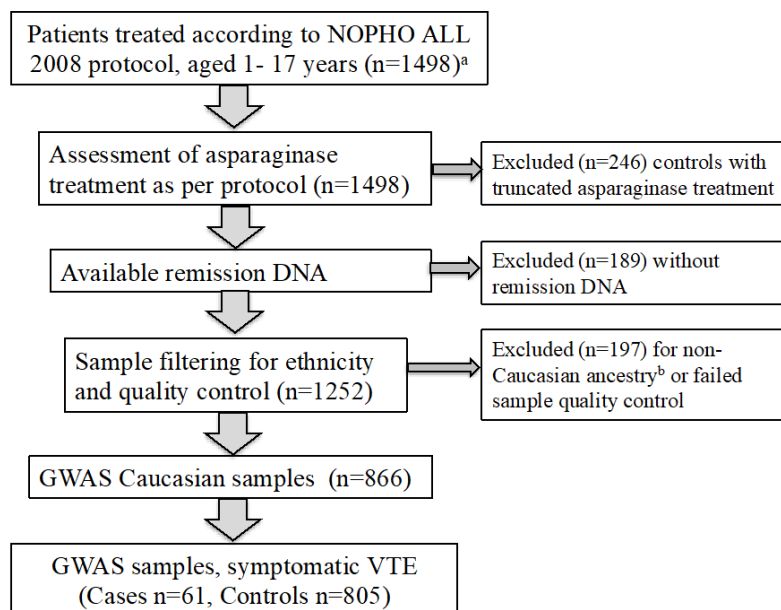 Patients treated according to NOPHO ALL
2008 protocol, aged 1- 17 years (n=1498)ᵃ
Assessment of asparaginase
treatment as per protocol (n=1498)
Excluded (n=246) controls with
truncated asparaginase treatment
Available remission DNA
Excluded (n=189) without
remission DNA
Sample filtering for ethnicity
and quality control (n=1252)
Excluded (n=197) for non-
Caucasian ancestryᵇ or failed
sample quality control
GWAS Caucasian samples (n=866)
GWAS samples, symptomatic VTE
(Cases n=61, Controls n=805)